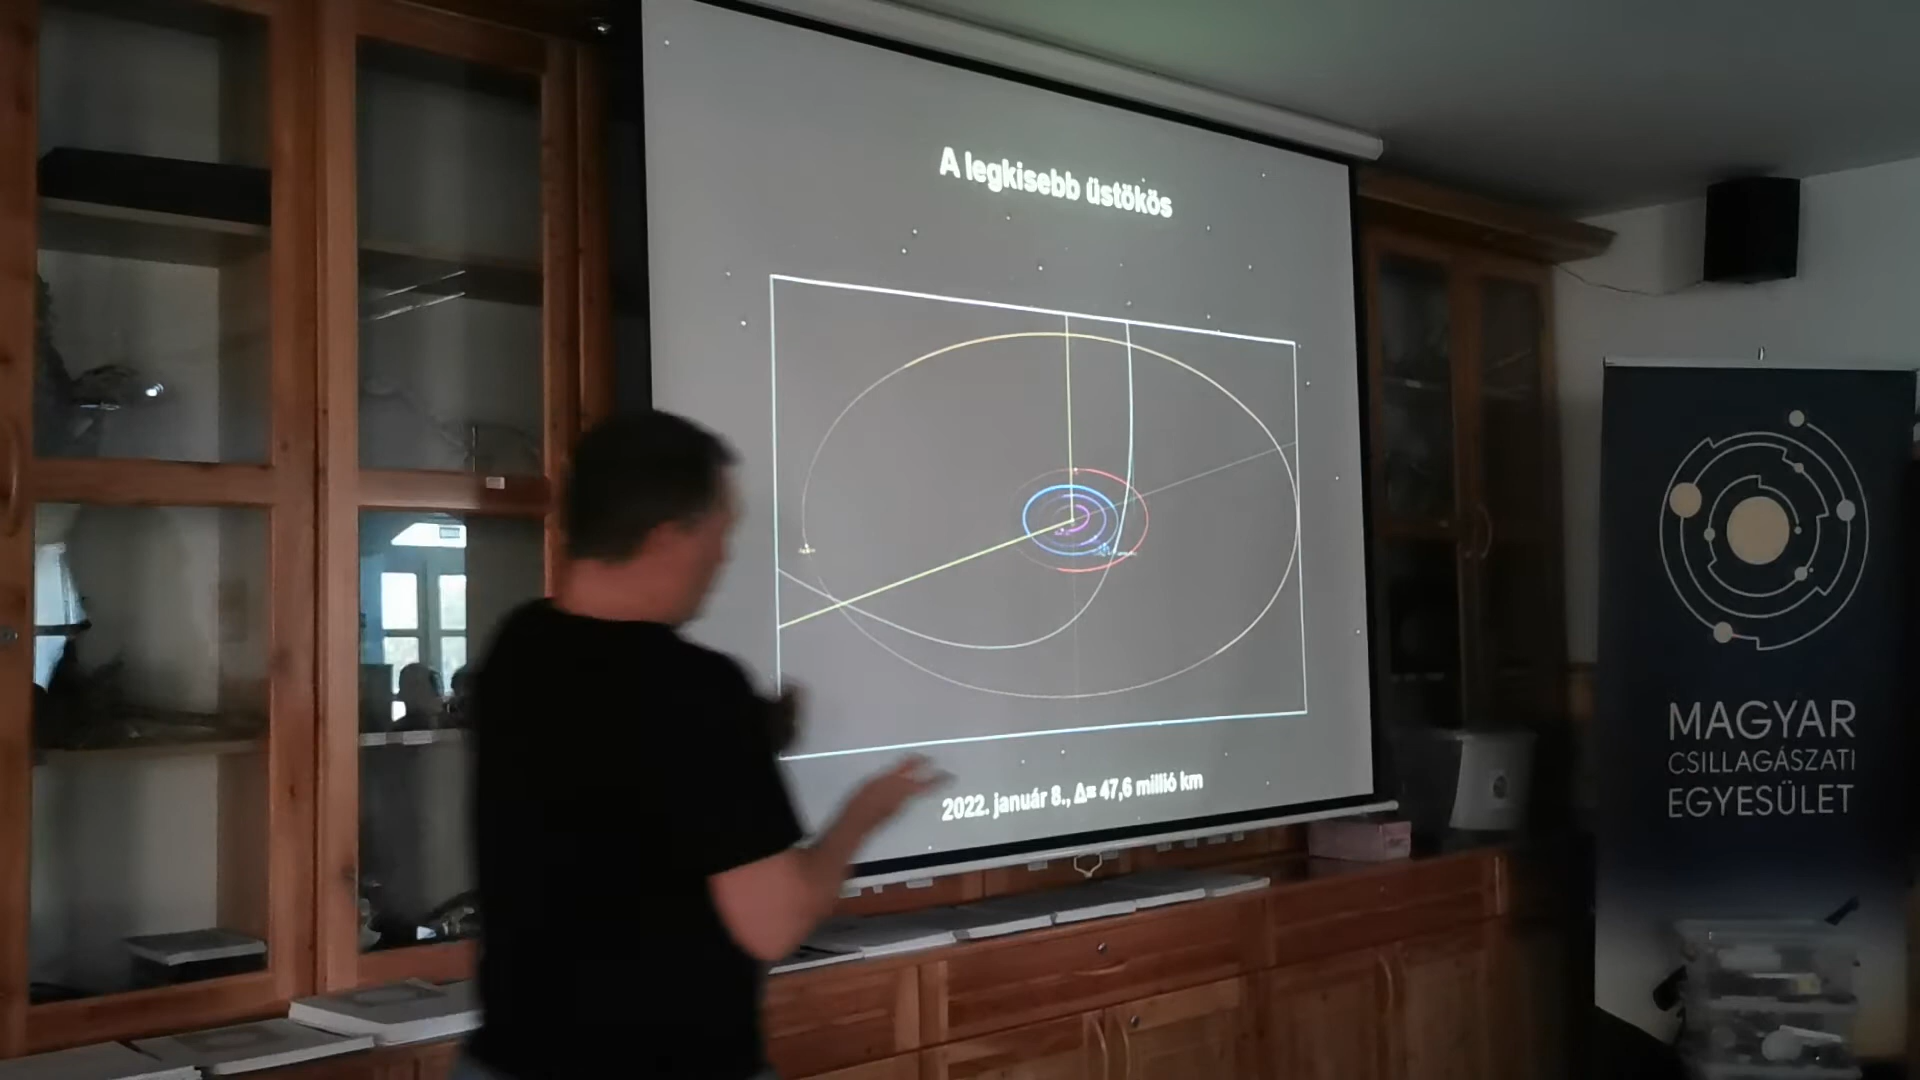 A legkisebb üstökös
2022. január 8., Δ= 47,6 millió km
MAGYAR
CSILLAGÁSZATI
EGYESÜLET